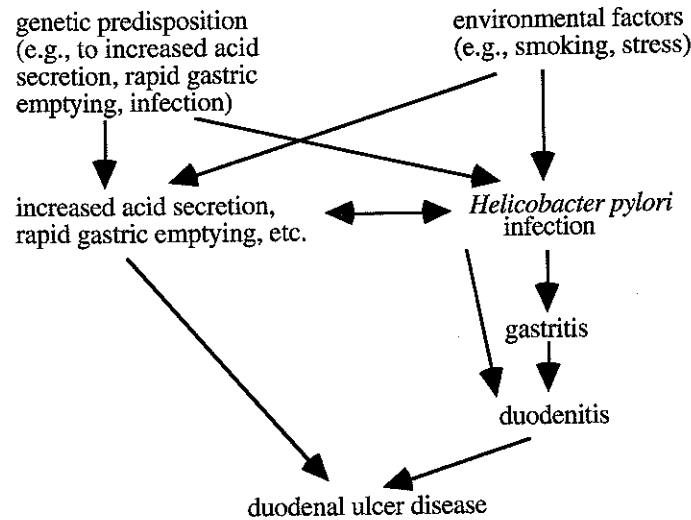 genetic predisposition
(e.g., to increased acid
secretion, rapid gastric
emptying, infection)
environmental factors
(e.g., smoking, stress)
increased acid secretion,
rapid gastric emptying, etc.
Helicobacter pylori
infection
gastritis
duodenitis
duodenal ulcer disease